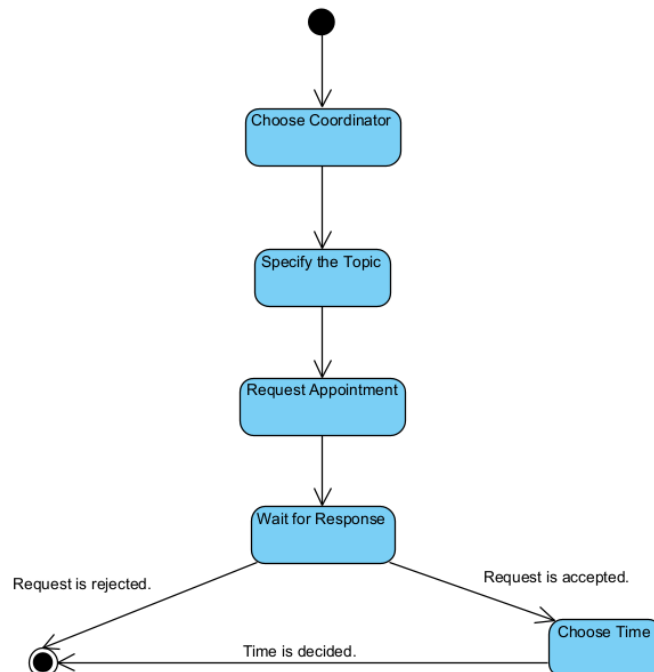 Choose Coordinator
Specify the Topic
Request Appointment
Wait for Response
Request is rejected.
Request is accepted.
Choose Time
Time is decided.